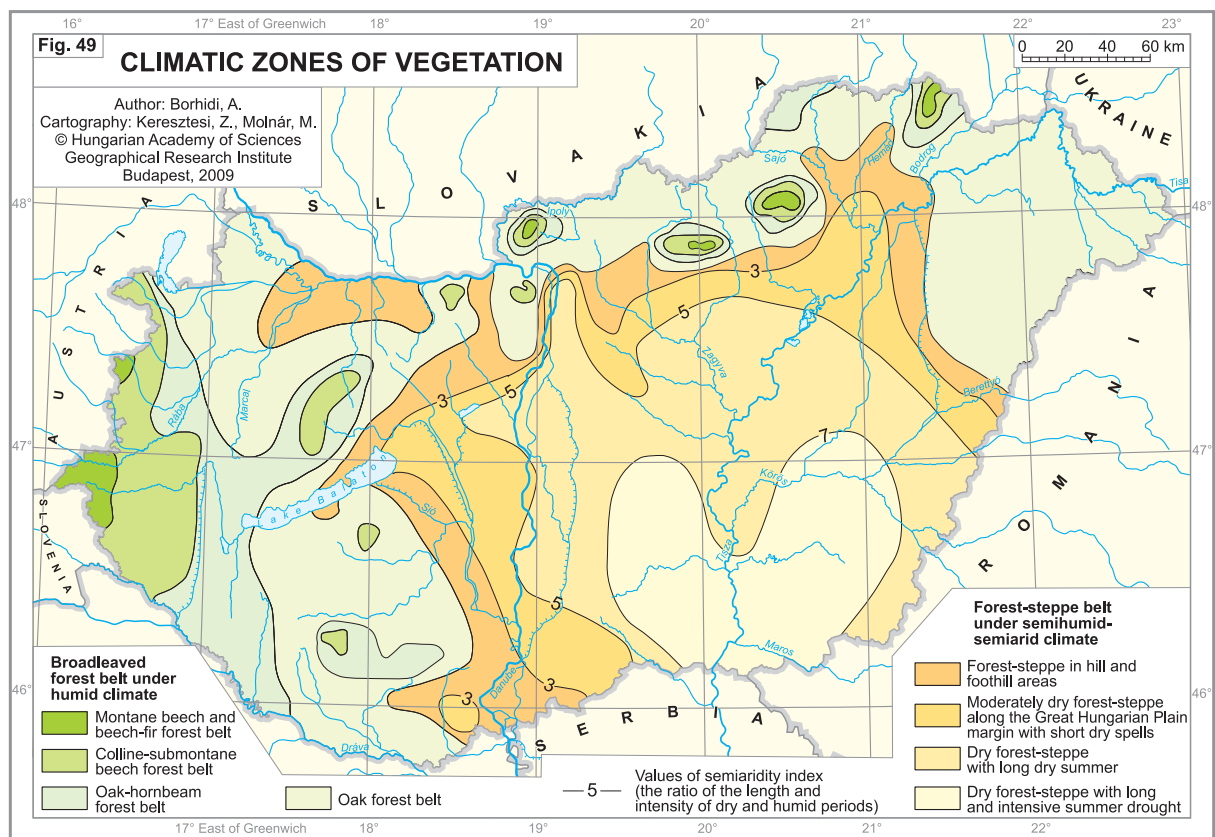 16°
17° East of Greenwich
18°
19°
20°
21°
22°
23°
Fig. 49
CLIMATIC ZONES OF VEGETATION
0 20 40 60 km
Author: Borhidi, A.
Cartography: Keresztesi, Z., Molnár, M.
© Hungarian Academy of Sciences
Geographical Research Institute
Budapest, 2009
SLOVAKIA
UKRAINE
AUSTRIA
ROMANIA
SLOVENIA
SERBIA
48°
48°
47°
47°
46°
46°
Ipoly
Sajó
Hernád
Bodrog
Tisa
Zagyva
Berettyó
Rába
Marcal
Lake Balaton
Sió
Körös
Tisza
Maros
Danube
Dráva
3
5
3
5
7
5
3
3
Broadleaved
forest belt under
humid climate
Montane beech and
beech-fir forest belt
Colline-submontane
beech forest belt
Oak-hornbeam
forest belt
Oak forest belt
5
Values of semiaridity index
(the ratio of the length and
intensity of dry and humid periods)
Forest-steppe belt
under semihumid-
semiarid climate
Forest-steppe in hill and
foothill areas
Moderately dry forest-steppe
along the Great Hungarian Plain
margin with short dry spells
Dry forest-steppe
with long dry summer
Dry forest-steppe with long
and intensive summer drought
17° East of Greenwich
18°
19°
20°
21°
22°